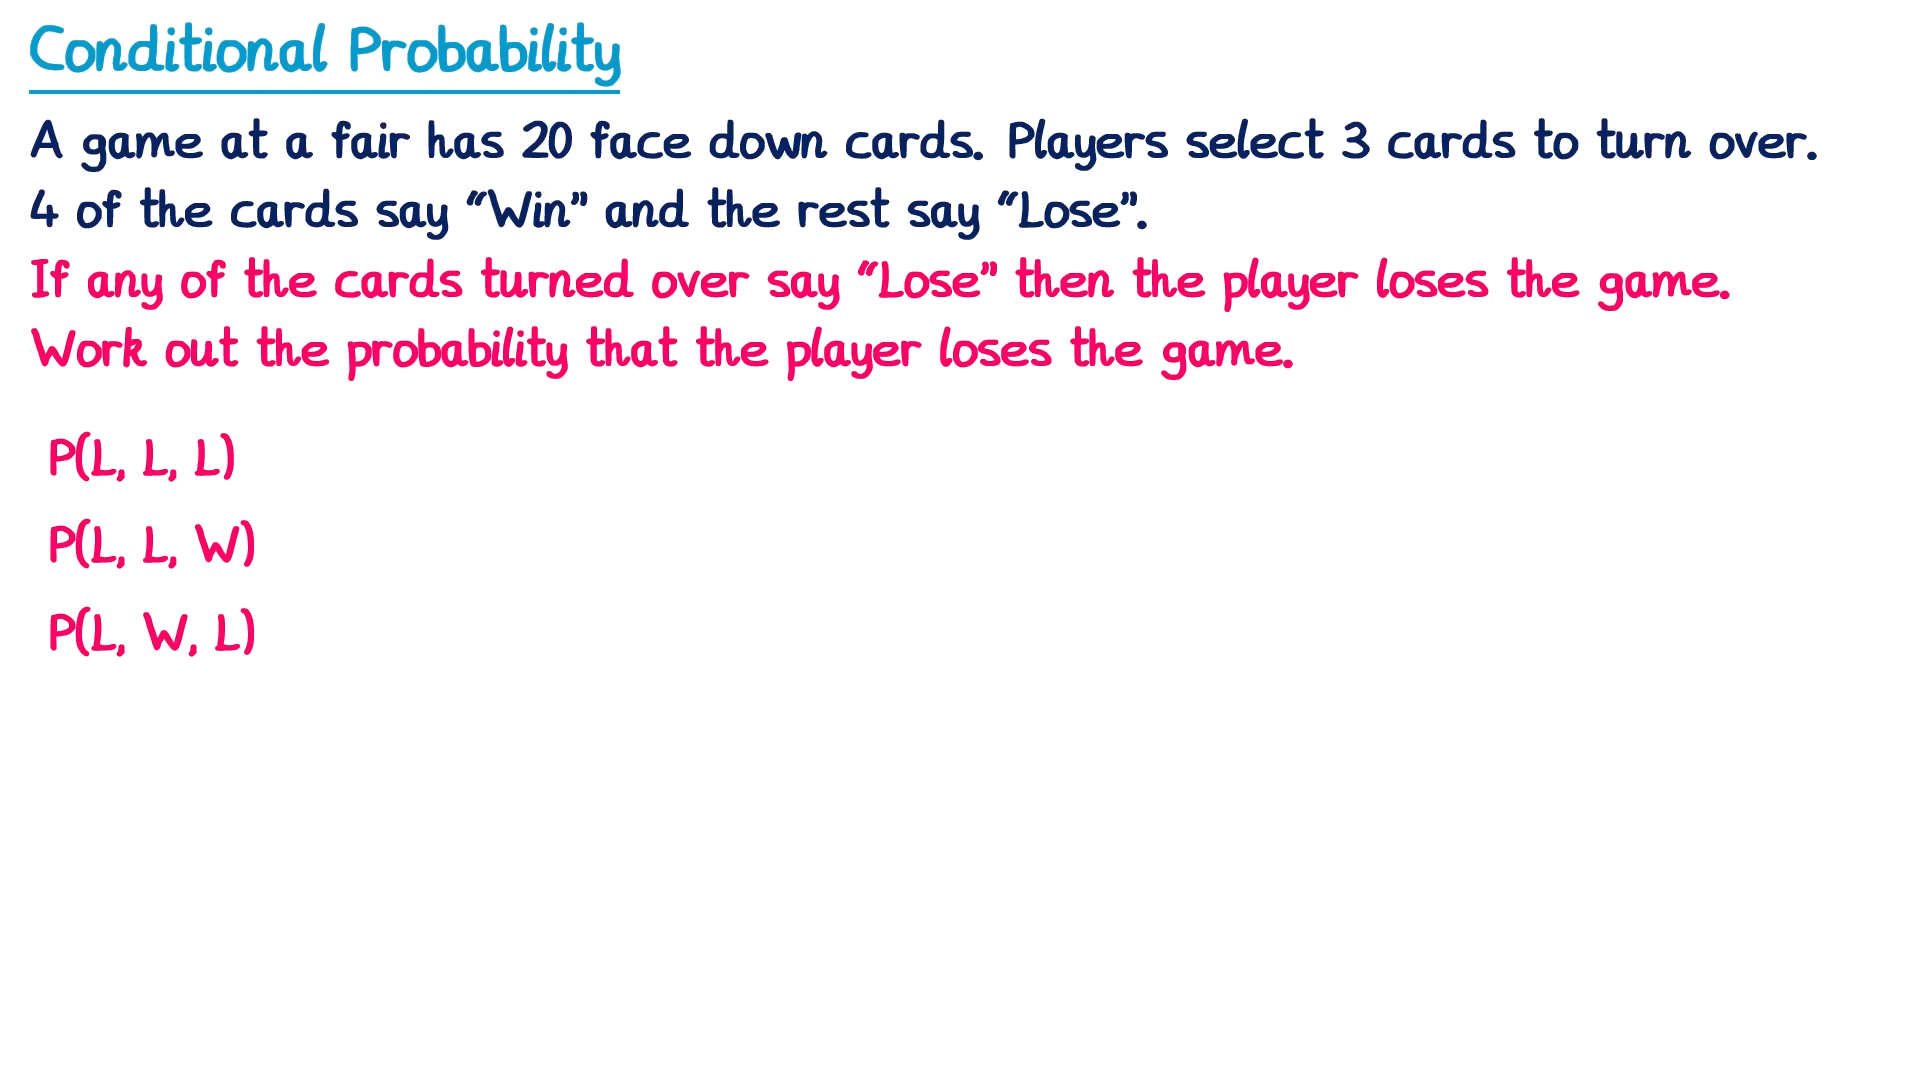 Conditional Probability
A game at a fair has 20 face down cards. Players select 3 cards to turn over.
4 of the cards say “Win” and the rest say “Lose”.
If any of the cards turned over say “Lose” then the player loses the game.
Work out the probability that the player loses the game.
P(L, L, L)
P(L, L, W)
P(L, W, L)